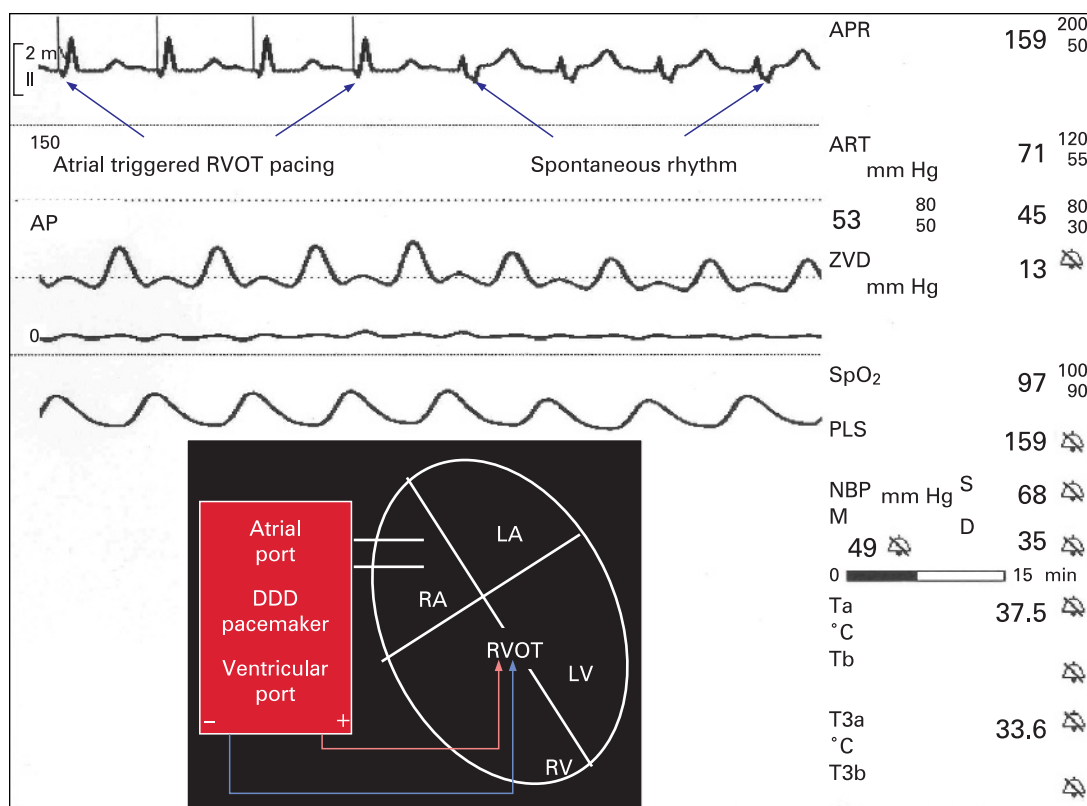 APR 159 200
50
2 m
II
150
Atrial triggered RVOT pacing
Spontaneous rhythm
ART 71 120
mm Hg 55
AP
53 80 45 80
50 30
ZVD 13
mm Hg
0
SpO₂ 97 100
90
PLS 159
NBP mm Hg S 68
M D
49 35
0 15 min
Ta 37.5
°C
Tb
T3a 33.6
°C
T3b
Atrial
port
DDD
pacemaker
Ventricular
port
− +
LA
RA
RVOT
LV
RV